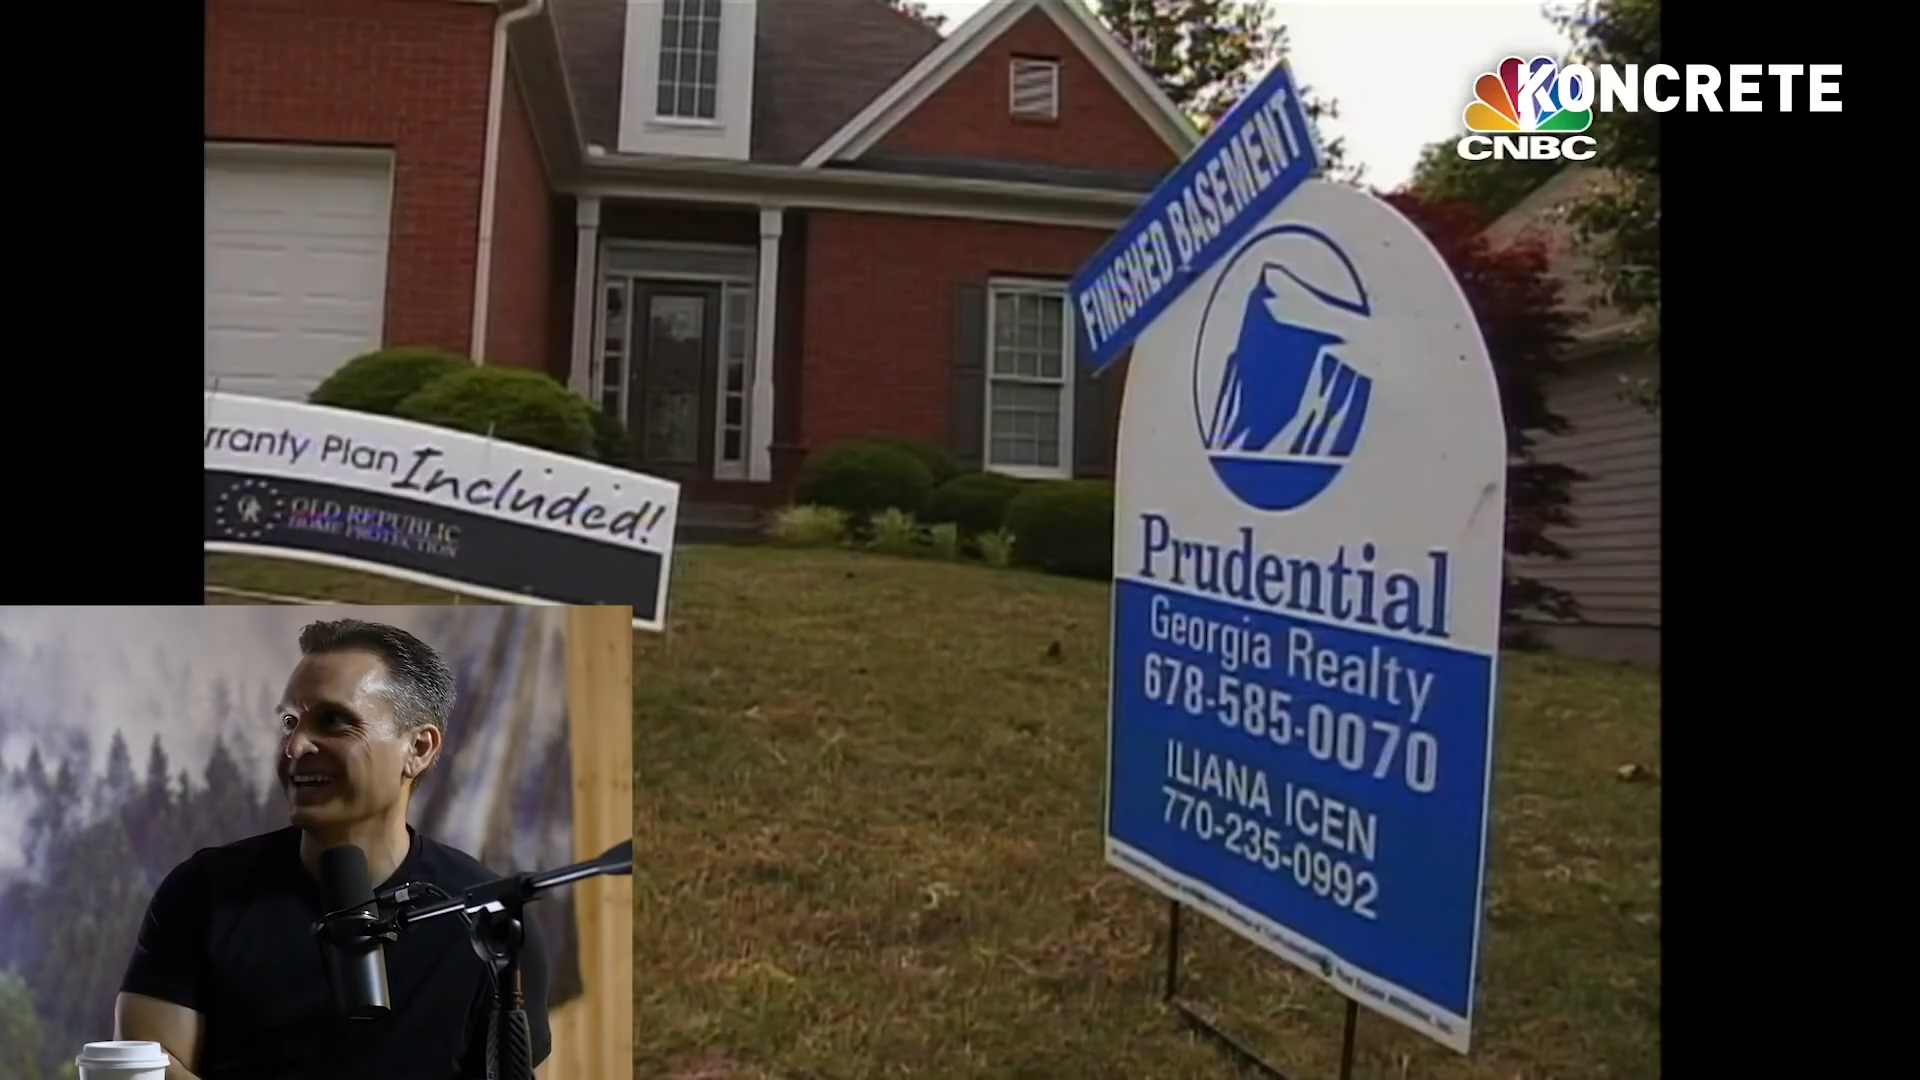 KONCRETE
CNBC
FINISHED BASEMENT
rranty Plan Included!
OLD REPUBLIC
HOME PROTECTION
Prudential
Georgia Realty
678-585-0070
ILIANA ICEN
770-235-0992